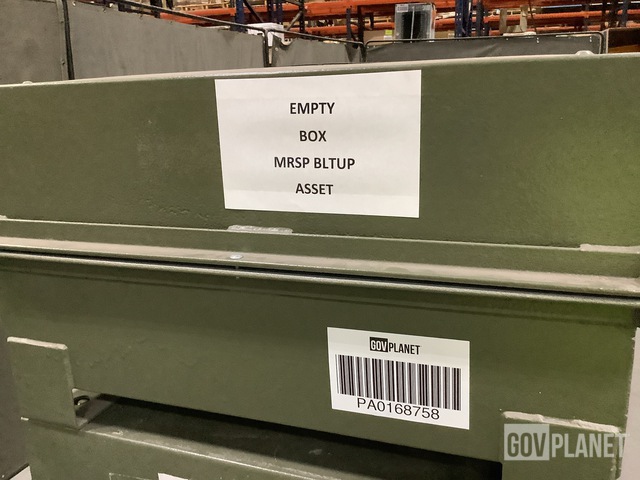 EMPTY
BOX
MRSP BLTUP
ASSET
GOVPLANET
PA0168758
GOVPLANET